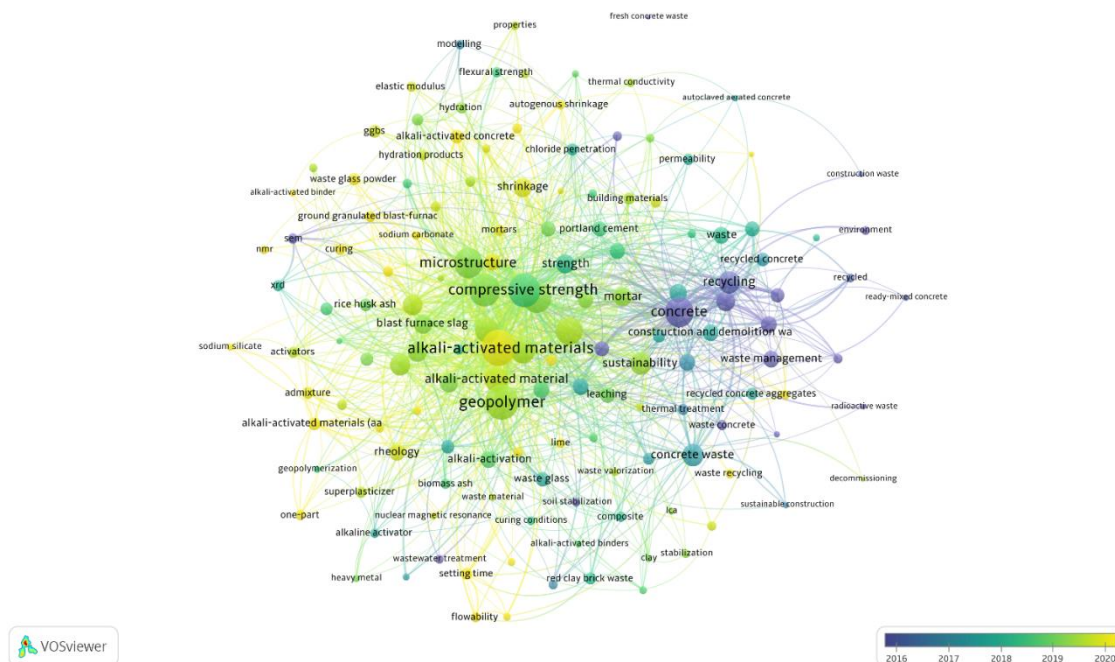 fresh concrete waste
properties
modelling
flexural strength
thermal conductivity
elastic modulus
autoclaved aerated concrete
hydration
autogenous shrinkage
ggbs
alkali-activated concrete
chloride penetration
hydration products
permeability
construction waste
waste glass powder
shrinkage
alkali-activated binder
building materials
ground granulated blast-furnac
sodium carbonate
mortars
portland cement
waste
environment
sem
nmr
curing
recycled concrete
microstructure
strength
recycling
recycled
xrd
compressive strength
mortar
ready-mixed concrete
rice husk ash
concrete
blast furnace slag
construction and demolition wa
sodium silicate
alkali-activated materials
activators
sustainability
waste management
alkali-activated material
admixture
leaching
recycled concrete aggregates
geopolymer
thermal treatment
radioactive waste
alkali-activated materials (aa
waste concrete
lime
rheology
alkali-activation
concrete waste
geopolymerization
waste valorization
waste recycling
biomass ash
waste glass
decommissioning
superplasticizer
waste material
soil stabilization
sustainable construction
one-part
nuclear magnetic resonance
curing conditions
composite
lca
alkaline activator
alkali-activated binders
stabilization
wastewater treatment
clay
heavy metal
setting time
red clay brick waste
flowability
VOSviewer
2016 2017 2018 2019 2020